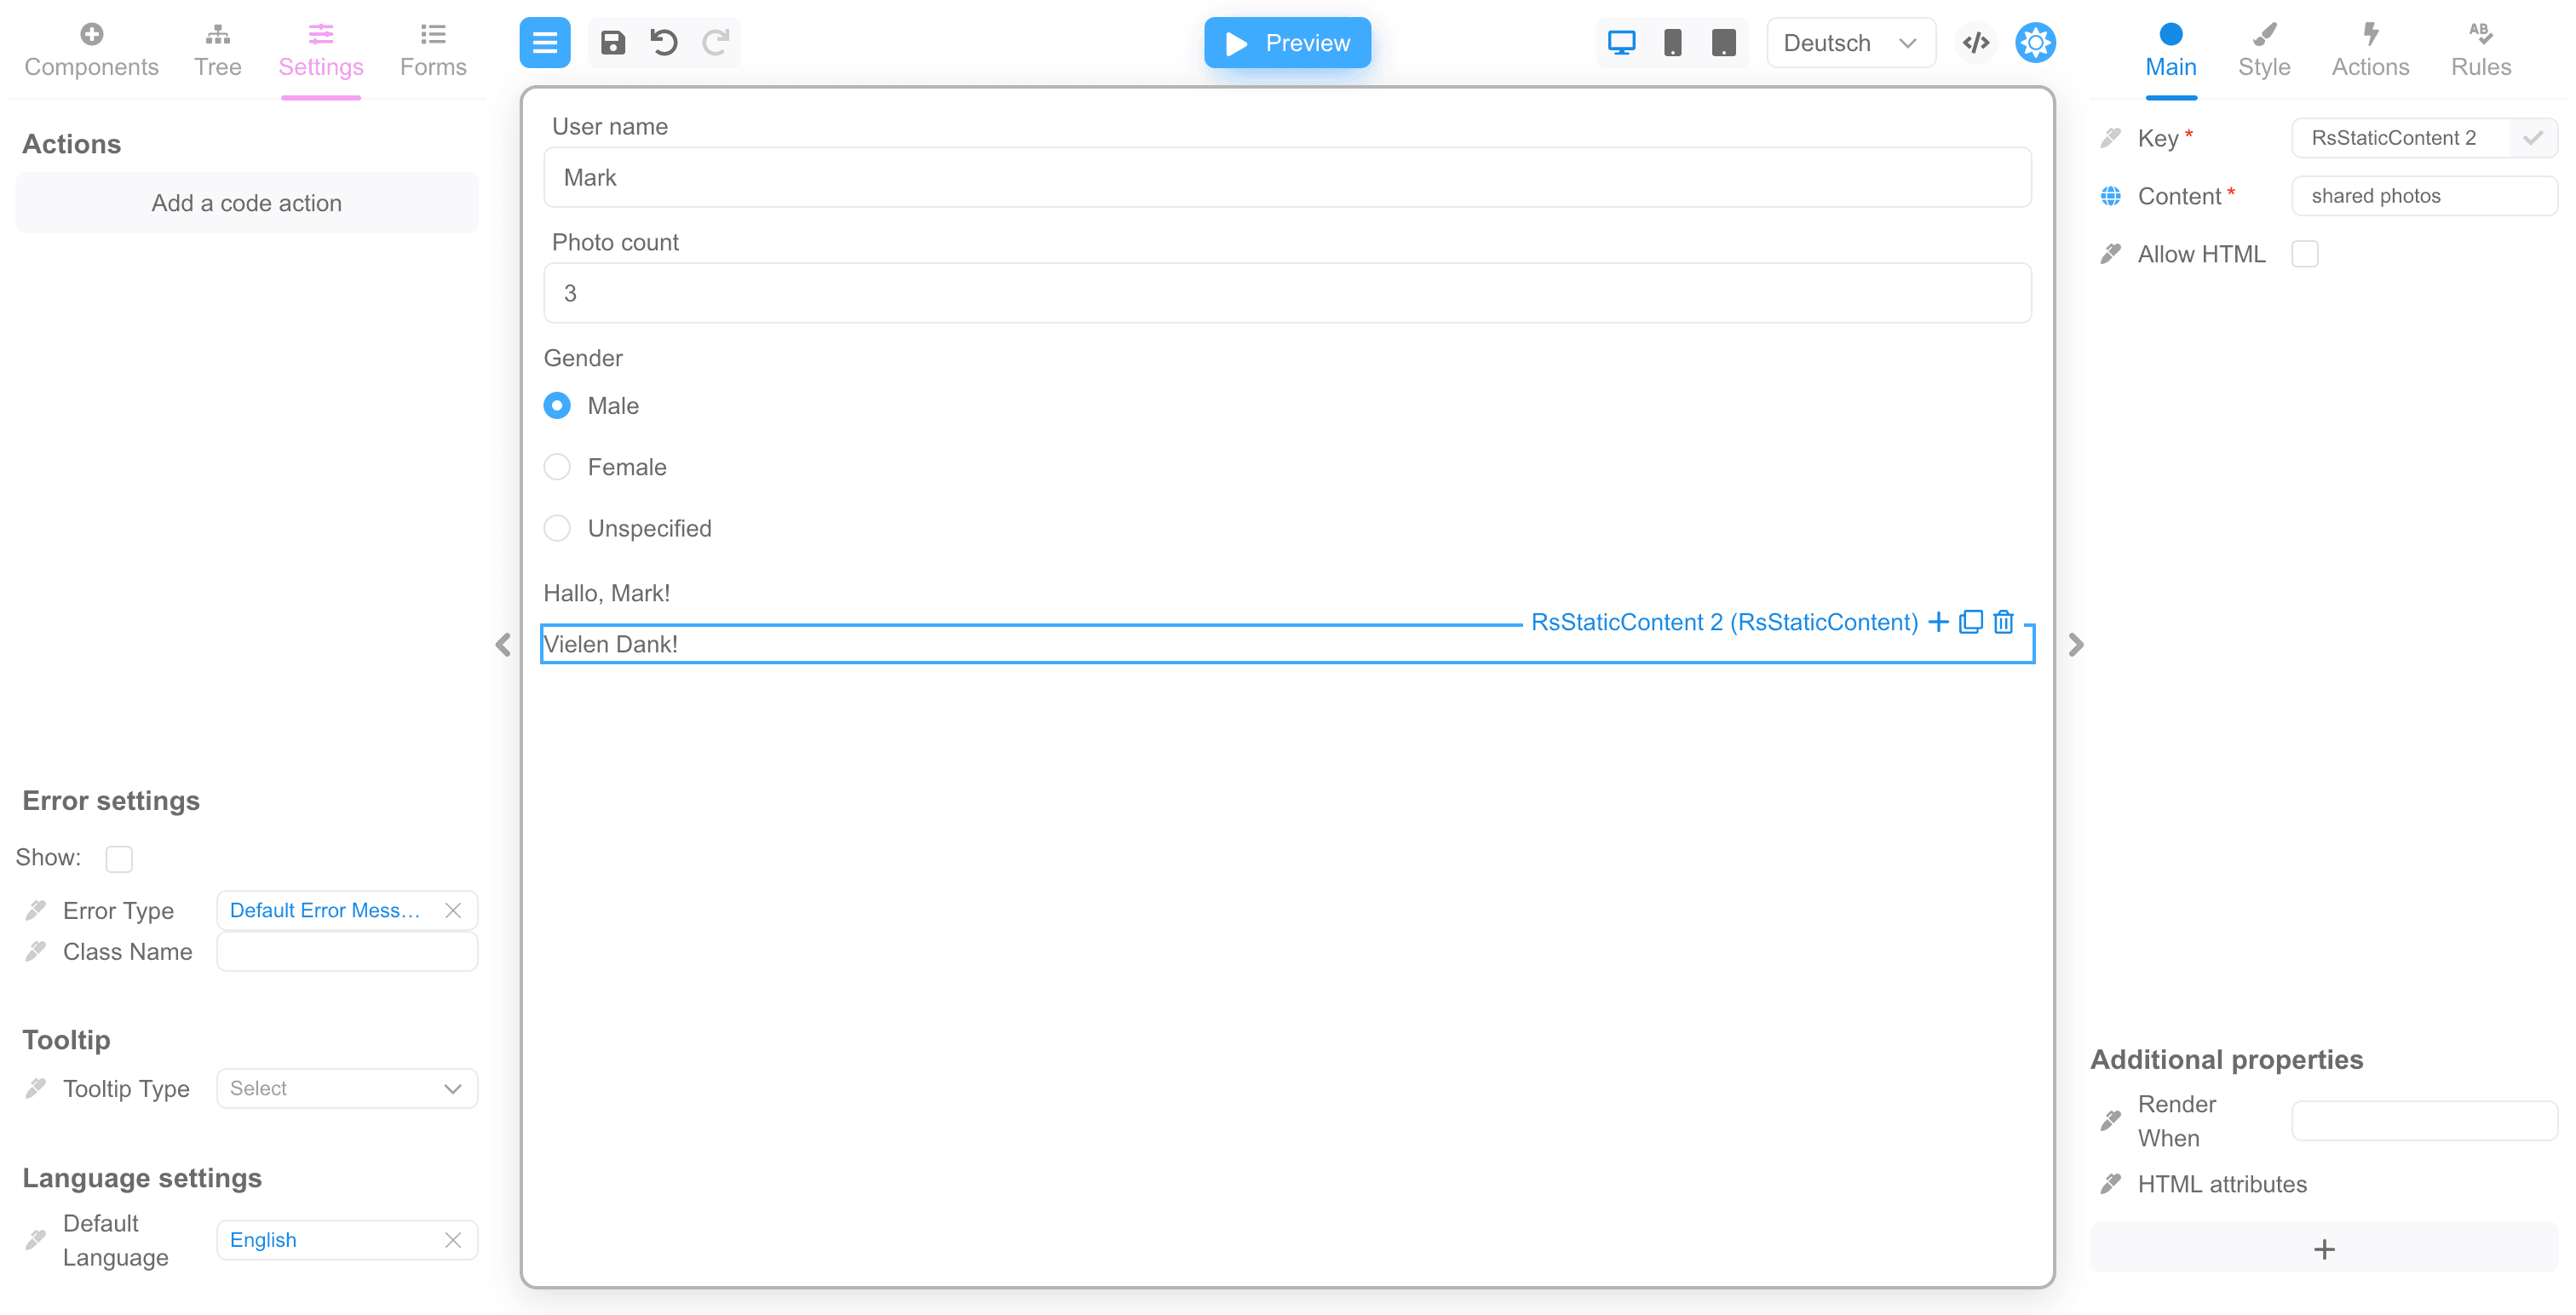 Components
Tree
Settings
Forms
Preview
Deutsch
Main
Style
Actions
Rules
Actions
Add a code action
Error settings
Show:
Error Type
Default Error Mess...
Class Name
Tooltip
Tooltip Type
Select
Language settings
Default
Language
English
User name
Mark
Photo count
3
Gender
Male
Female
Unspecified
Hallo, Mark!
RsStaticContent 2 (RsStaticContent)
Vielen Dank!
Key *
RsStaticContent 2
Content *
shared photos
Allow HTML
Additional properties
Render
When
HTML attributes